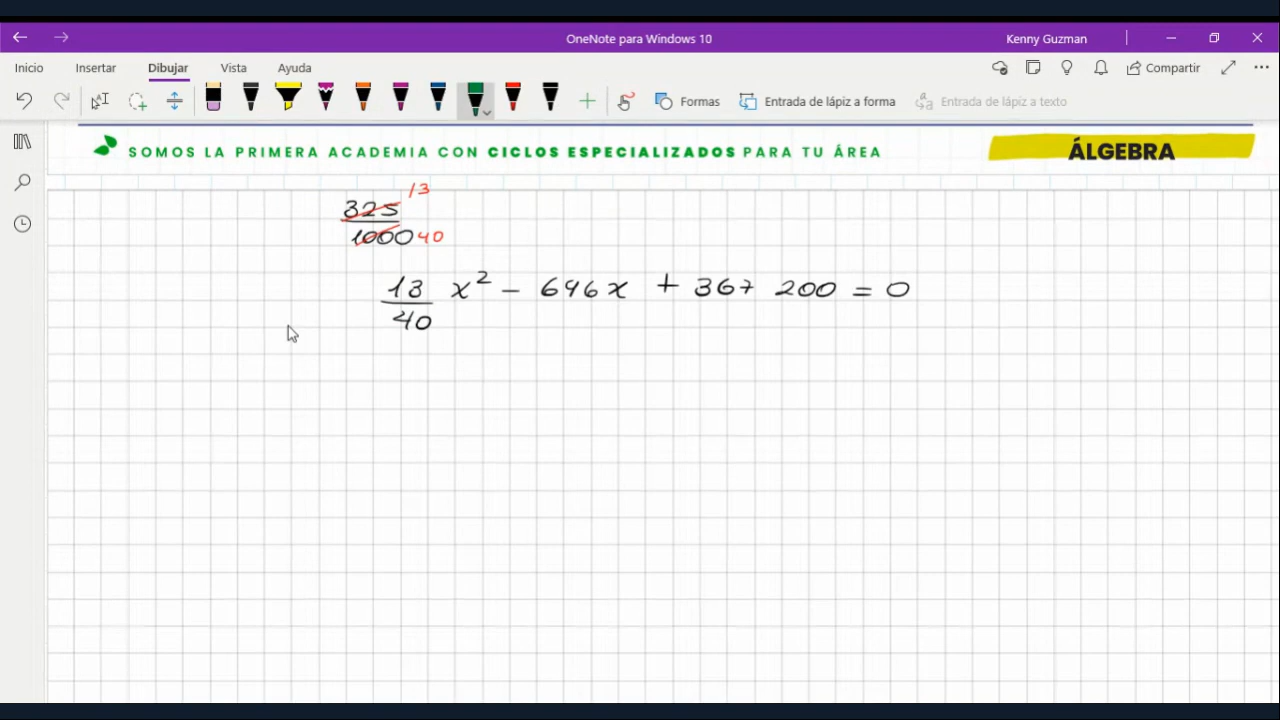 OneNote para Windows 10
Kenny Guzman
Inicio Insertar Dibujar Vista Ayuda
Compartir
Formas Entrada de lápiz a forma Entrada de lápiz a texto
SOMOS LA PRIMERA ACADEMIA CON CICLOS ESPECIALIZADOS PARA TU ÁREA
ÁLGEBRA
325 13
1000 40
13/40 x² - 696x + 367 200 = 0